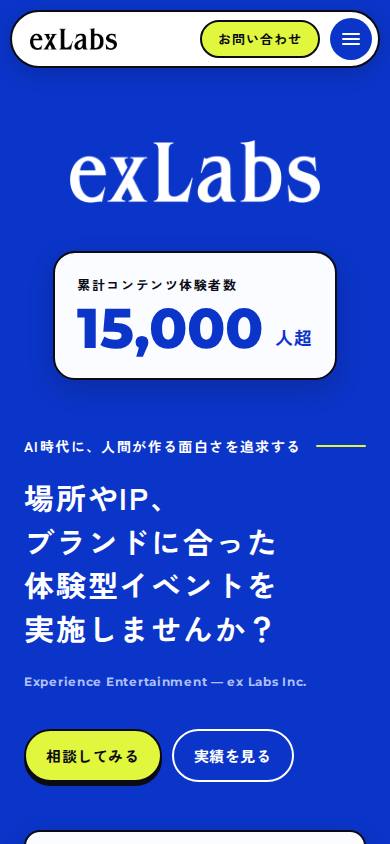 exLabs
お問い合わせ
exLabs
累計コンテンツ体験者数
15,000 人超
AI時代に、人間が作る面白さを追求する
場所やIP、
ブランドに合った
体験型イベントを
実施しませんか？
Experience Entertainment — ex Labs Inc.
相談してみる
実績を見る